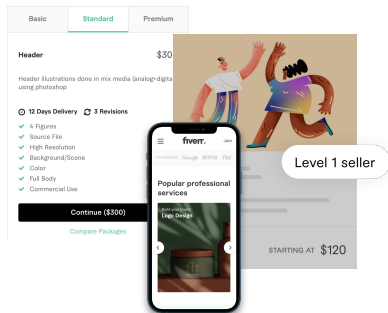 Basic
Standard
Premium
Header
$30
Header illustrations done in mix media (analog+digita
using photoshop
12 Days Delivery
3 Revisions
4 Figures
Source File
High Resolution
Background/Scene
Color
Full Body
Commercial Use
Continue ($300)
Compare Packages
fiverr.
Join
facebook
Google
NETFLIX
P&G
Popular professional
services
Build your brand
Logo Design
Level 1 seller
STARTING AT
$120